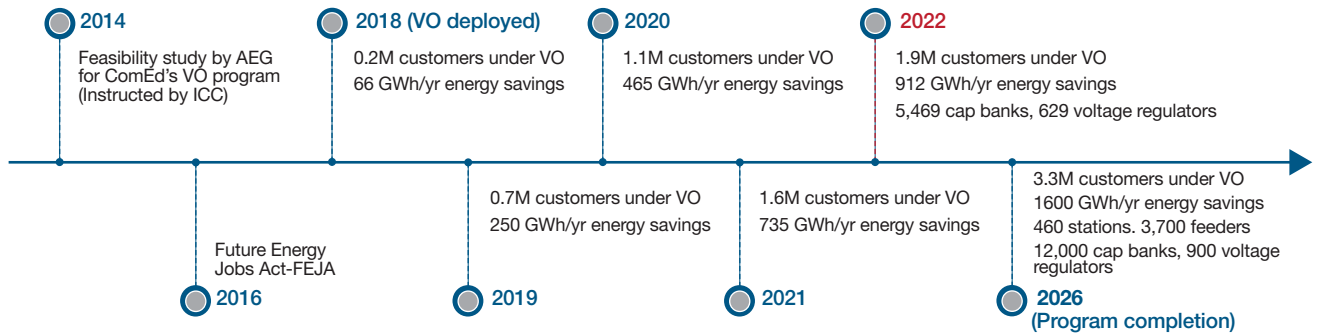 2014
Feasibility study by AEG
for ComEd's VO program
(Instructed by ICC)
2018 (VO deployed)
0.2M customers under VO
66 GWh/yr energy savings
2020
1.1M customers under VO
465 GWh/yr energy savings
2022
1.9M customers under VO
912 GWh/yr energy savings
5,469 cap banks, 629 voltage regulators
Future Energy
Jobs Act-FEJA
2016
0.7M customers under VO
250 GWh/yr energy savings
2019
1.6M customers under VO
735 GWh/yr energy savings
2021
3.3M customers under VO
1600 GWh/yr energy savings
460 stations. 3,700 feeders
12,000 cap banks, 900 voltage
regulators
2026
(Program completion)